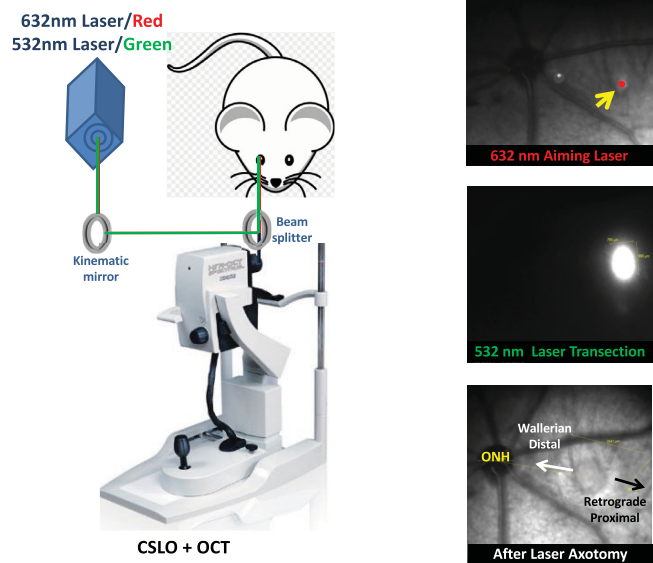 632nm Laser/Red
532nm Laser/Green
Beam
splitter
Kinematic
mirror
CSLO + OCT
632 nm Aiming Laser
532 nm Laser Transection
Wallerian
Distal
ONH
Retrograde
Proximal
After Laser Axotomy